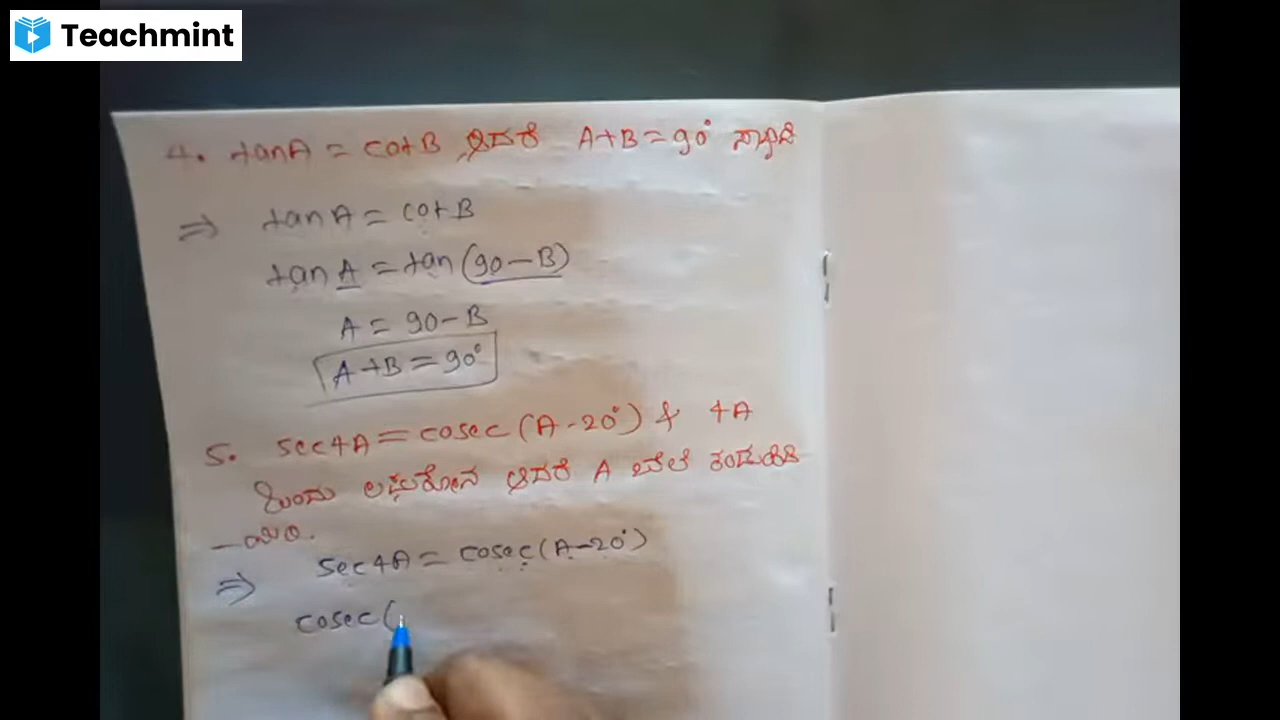 Teachmint
4. tanA = cotB ಆದರೆ A+B=90° ಸಾಧಿಸಿ
⇒ tanA = cotB
tan A = tan (90-B)
A = 90-B
A+B=90°
5. sec4A = cosec(A-20°) & 4A
ಒಂದು ಲಘುಕೋನ ಆದರೆ A ಬೆಲೆ ಕಂಡುಹಿಡಿ
-ಯಿರಿ.
⇒ sec4A = cosec(A-20°)
cosec(